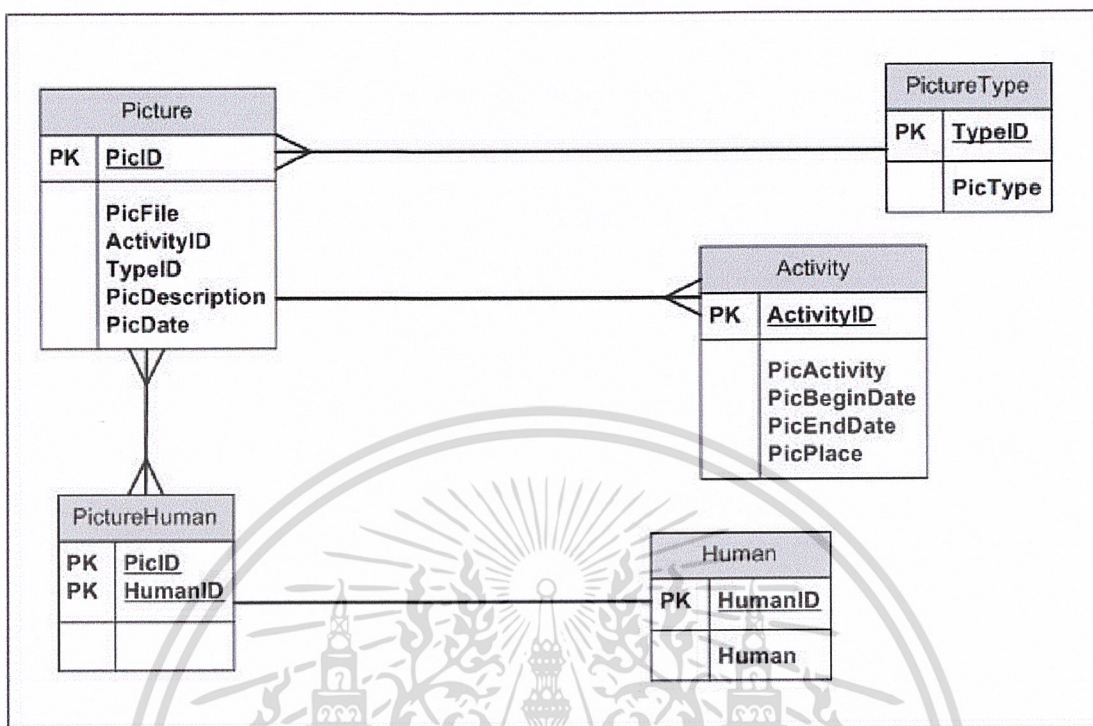 Picture
PK PicID
PicFile
ActivityID
TypeID
PicDescription
PicDate
PictureType
PK TypeID
PicType
Activity
PK ActivityID
PicActivity
PicBeginDate
PicEndDate
PicPlace
PictureHuman
PK PicID
PK HumanID
Human
PK HumanID
Human